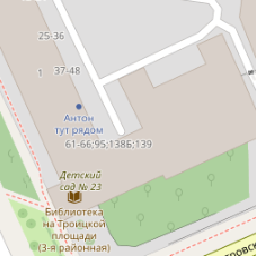 25-36
1
37-48
Антон
тут рядом
61-66;95;138Б;139
Детский
сад № 23
Библиотека
на Троицкой
площади
(3-я районная)